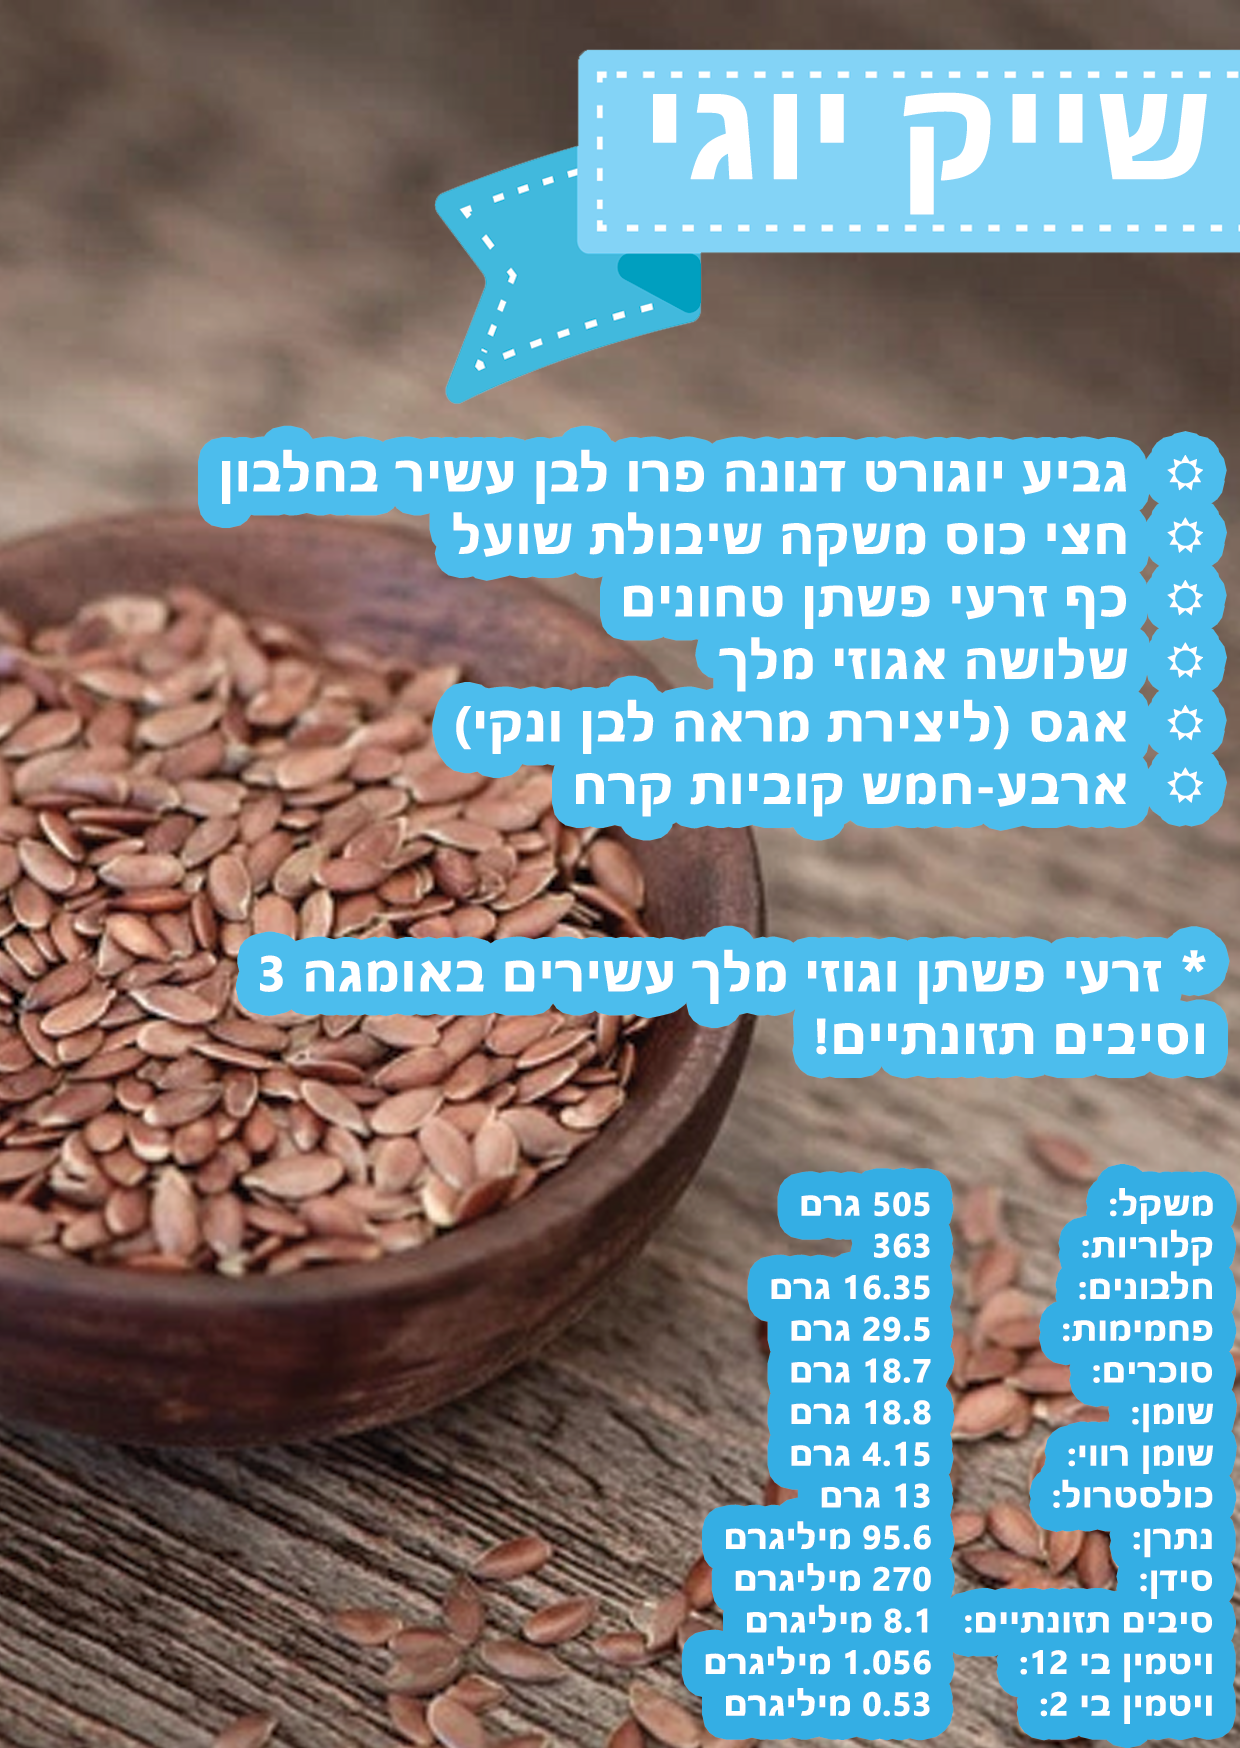 שייק יוגי
גביע יוגורט דנונה פרו לבן עשיר בחלבון
חצי כוס משקה שיבולת שועל
כף זרעי פשתן טחונים
שלושה אגוזי מלך
אגס (ליצירת מראה לבן ונקי)
ארבע-חמש קוביות קרח
* זרעי פשתן וגוזי מלך עשירים באומגה 3
וסיבים תזונתיים!
משקל: 505 גרם
קלוריות: 363
חלבונים: 16.35 גרם
פחמימות: 29.5 גרם
סוכרים: 18.7 גרם
שומן: 18.8 גרם
שומן רווי: 4.15 גרם
כולסטרול: 13 גרם
נתרן: 95.6 מיליגרם
סידן: 270 מיליגרם
סיבים תזונתיים: 8.1 מיליגרם
ויטמין בי 12: 1.056 מיליגרם
ויטמין בי 2: 0.53 מיליגרם